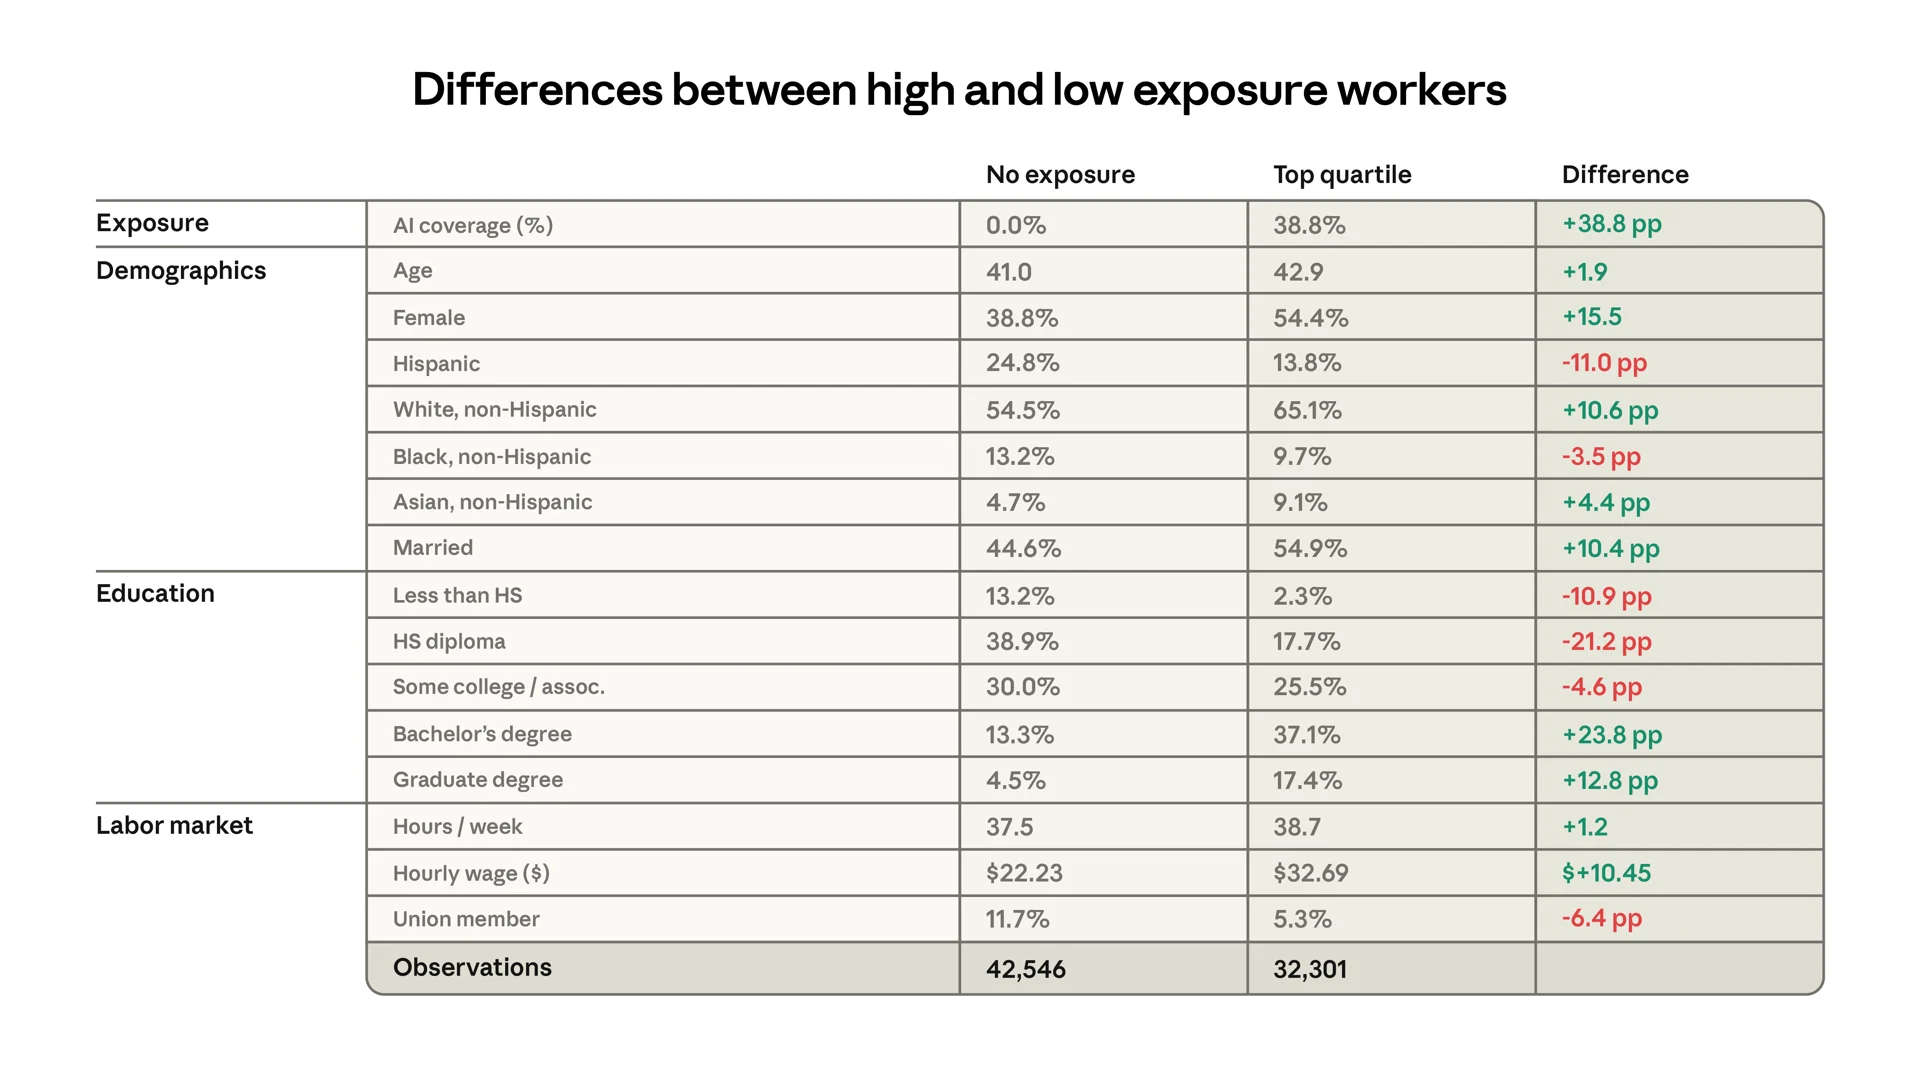 Differences between high and low exposure workers
No exposure Top quartile Difference
Exposure AI coverage (%) 0.0% 38.8% +38.8 pp
Demographics Age 41.0 42.9 +1.9
Female 38.8% 54.4% +15.5
Hispanic 24.8% 13.8% -11.0 pp
White, non-Hispanic 54.5% 65.1% +10.6 pp
Black, non-Hispanic 13.2% 9.7% -3.5 pp
Asian, non-Hispanic 4.7% 9.1% +4.4 pp
Married 44.6% 54.9% +10.4 pp
Education Less than HS 13.2% 2.3% -10.9 pp
HS diploma 38.9% 17.7% -21.2 pp
Some college / assoc. 30.0% 25.5% -4.6 pp
Bachelor’s degree 13.3% 37.1% +23.8 pp
Graduate degree 4.5% 17.4% +12.8 pp
Labor market Hours / week 37.5 38.7 +1.2
Hourly wage ($) $22.23 $32.69 $+10.45
Union member 11.7% 5.3% -6.4 pp
Observations 42,546 32,301